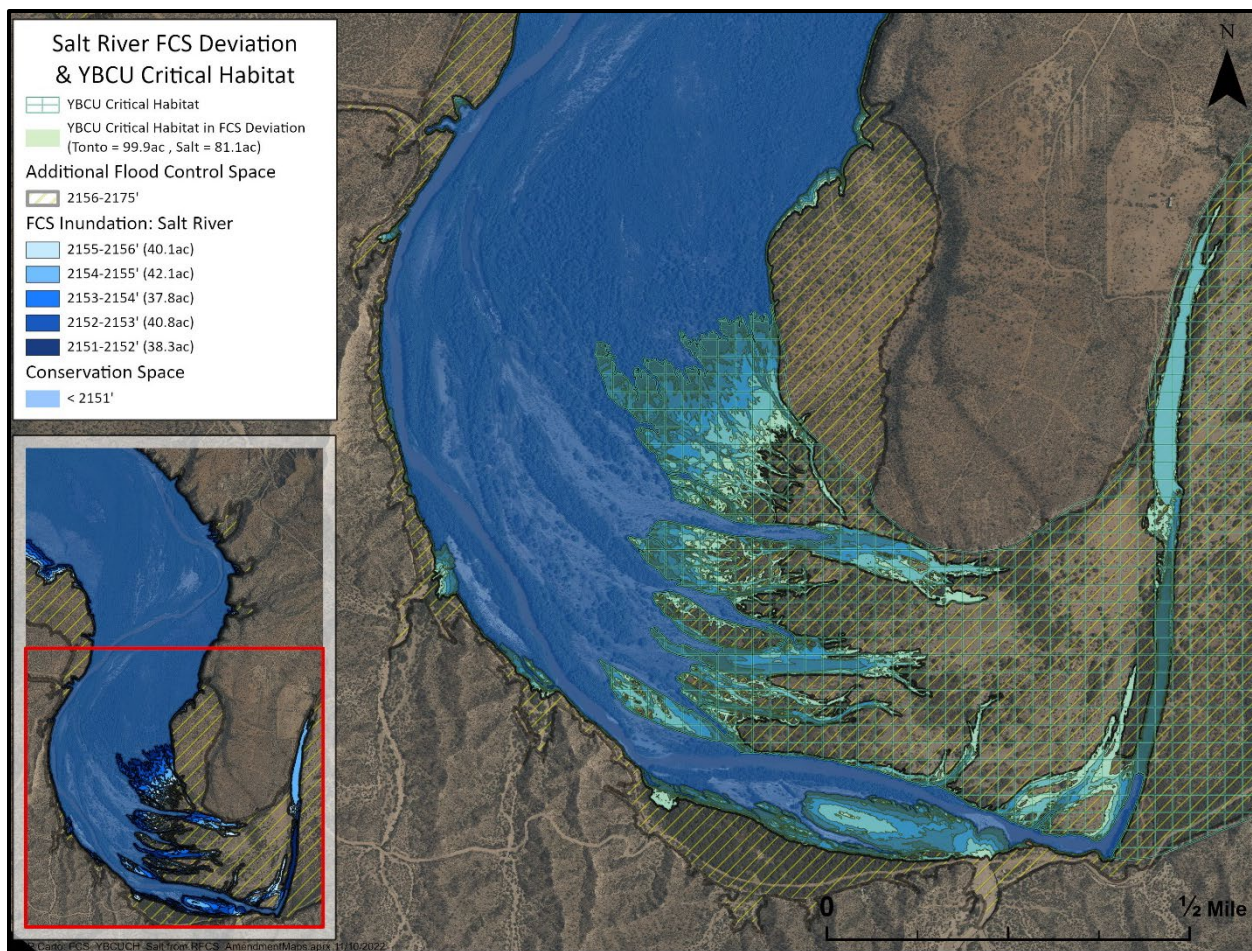 Salt River FCS Deviation
& YBCU Critical Habitat
YBCU Critical Habitat
YBCU Critical Habitat in FCS Deviation
(Tonto = 99.9ac , Salt = 81.1ac)
Additional Flood Control Space
2156-2175'
FCS Inundation: Salt River
2155-2156' (40.1ac)
2154-2155' (42.1ac)
2153-2154' (37.8ac)
2152-2153' (40.8ac)
2151-2152' (38.3ac)
Conservation Space
< 2151'
N
0
½ Mile
Carto: FCS_YBCUCH_Salt from RFCS_AmendmentMaps.aprx 11/10/2022